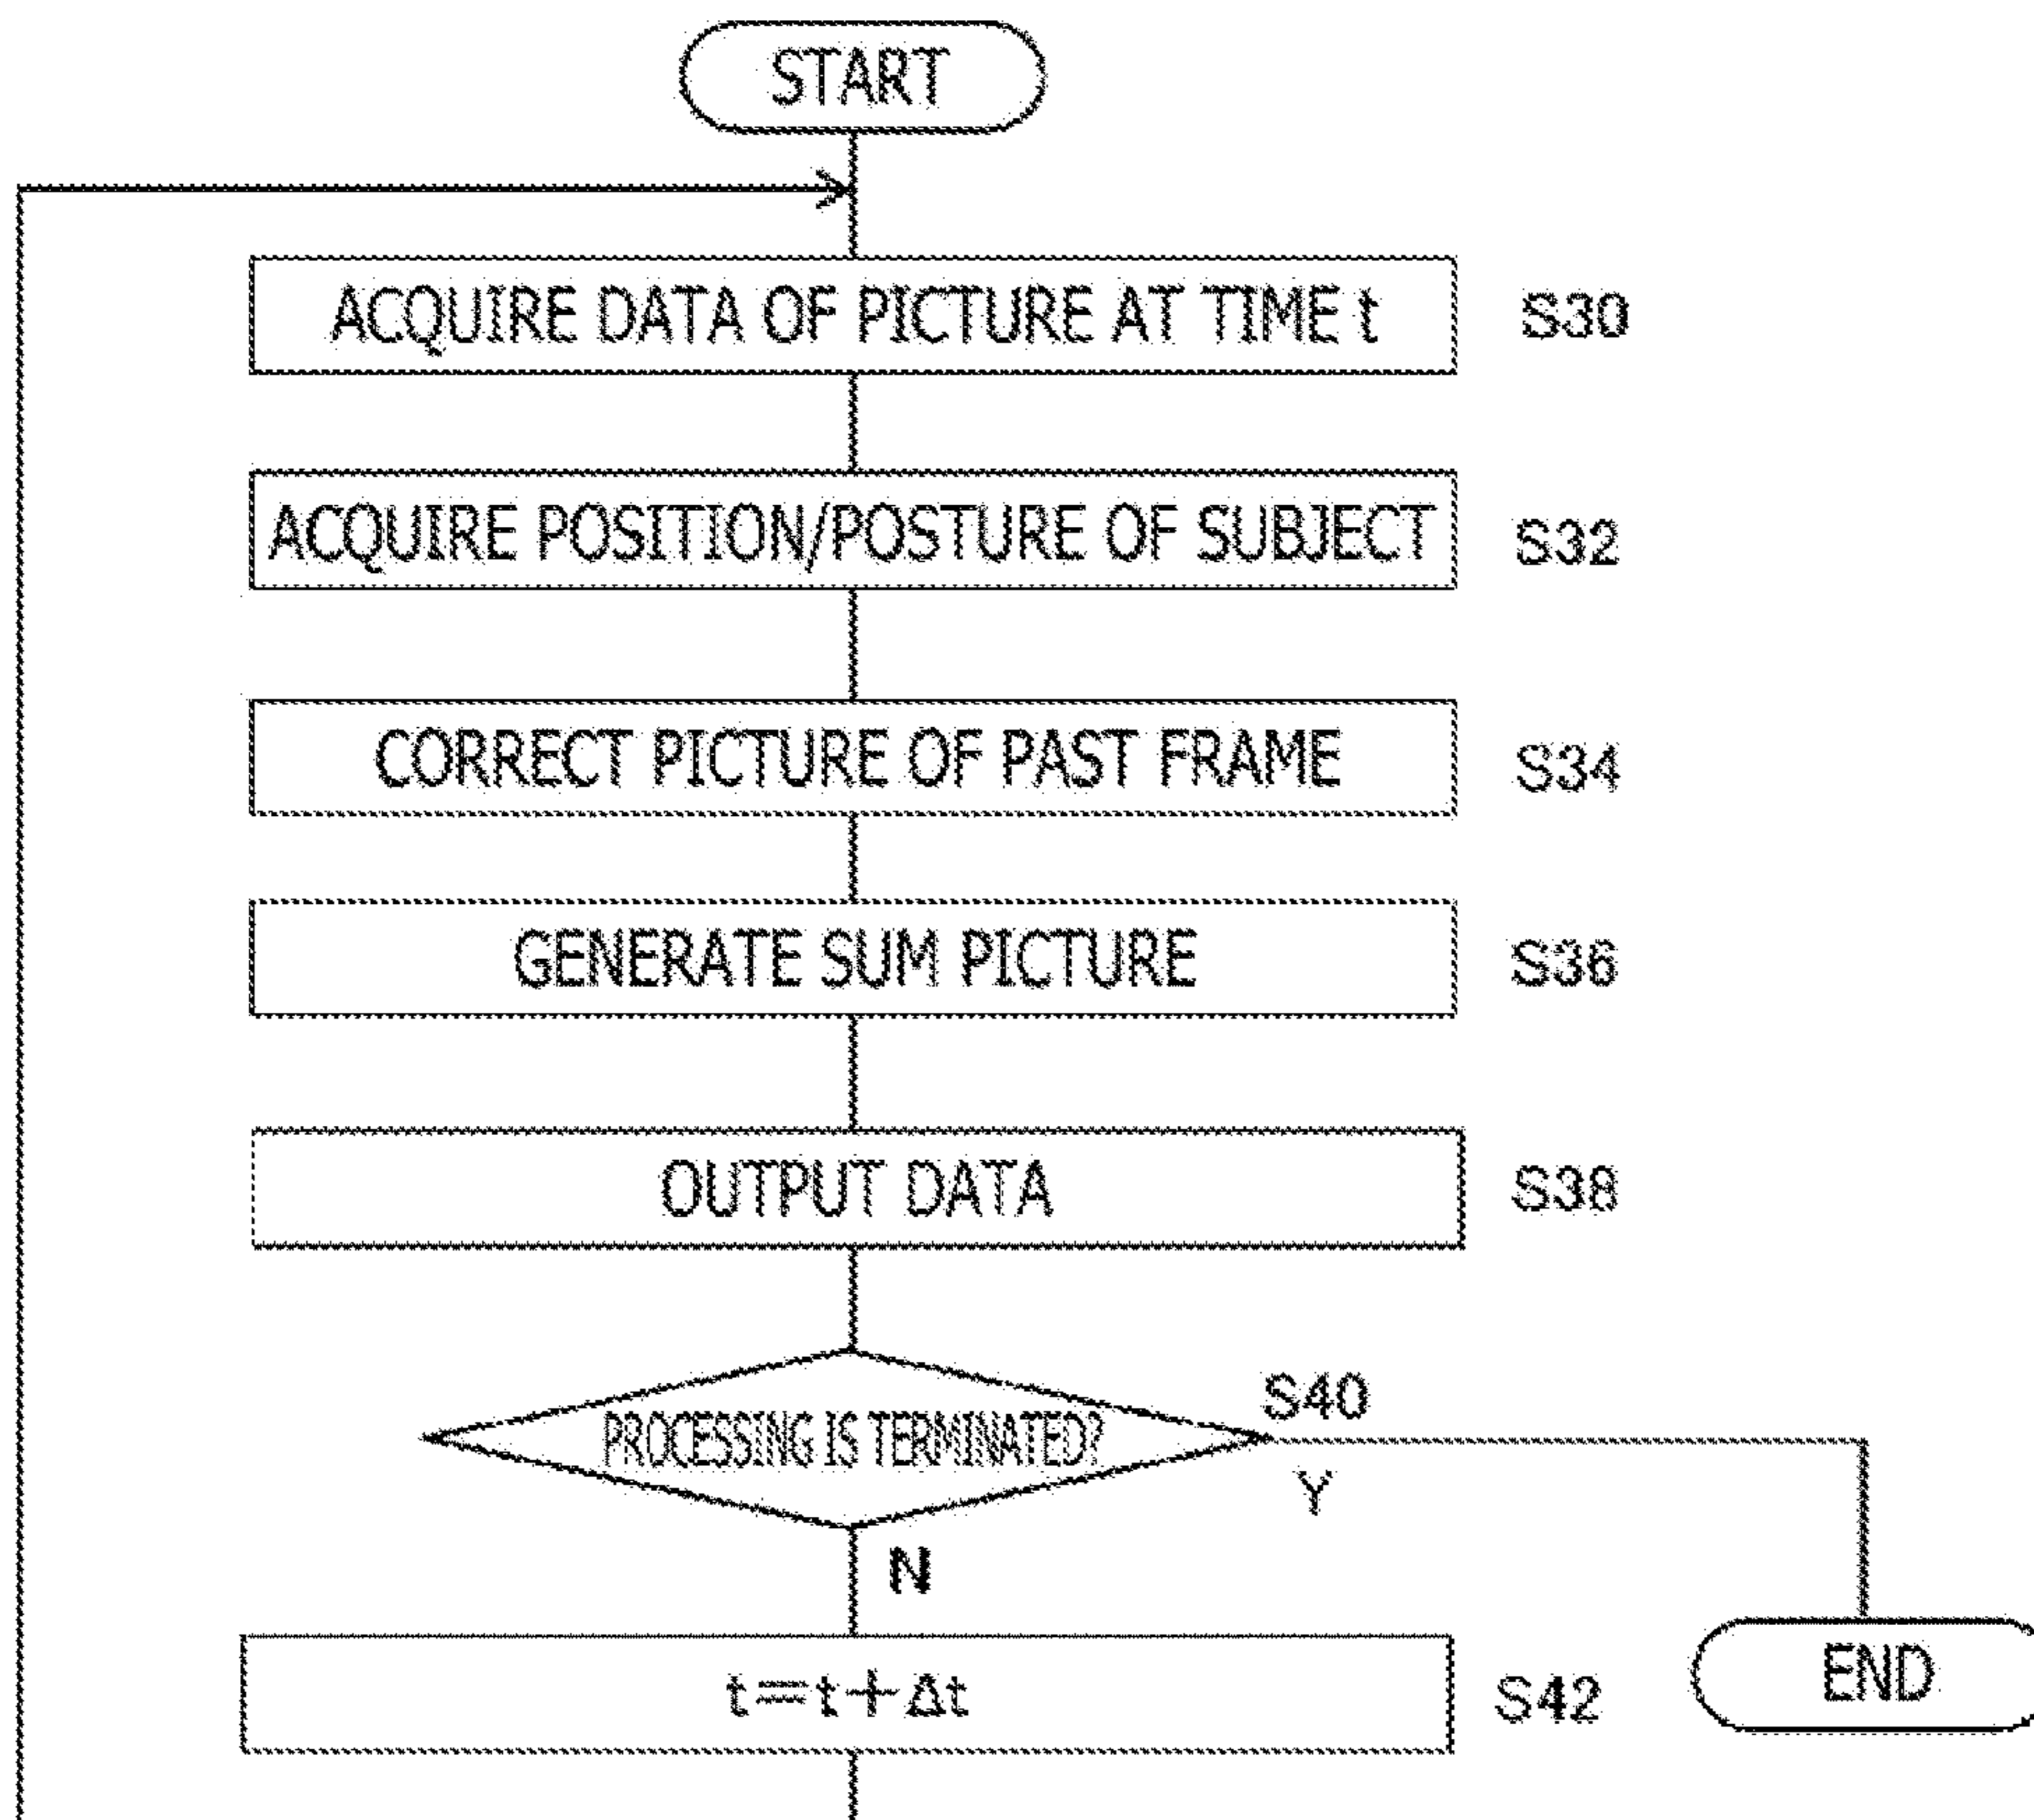 START
ACQUIRE DATA OF PICTURE AT TIME t
S30
ACQUIRE POSITION/POSTURE OF SUBJECT
S32
CORRECT PICTURE OF PAST FRAME
S34
GENERATE SUM PICTURE
S36
OUTPUT DATA
S38
S40
PROCESSING IS TERMINATED?
Y
N
t=t+Δt
S42
END